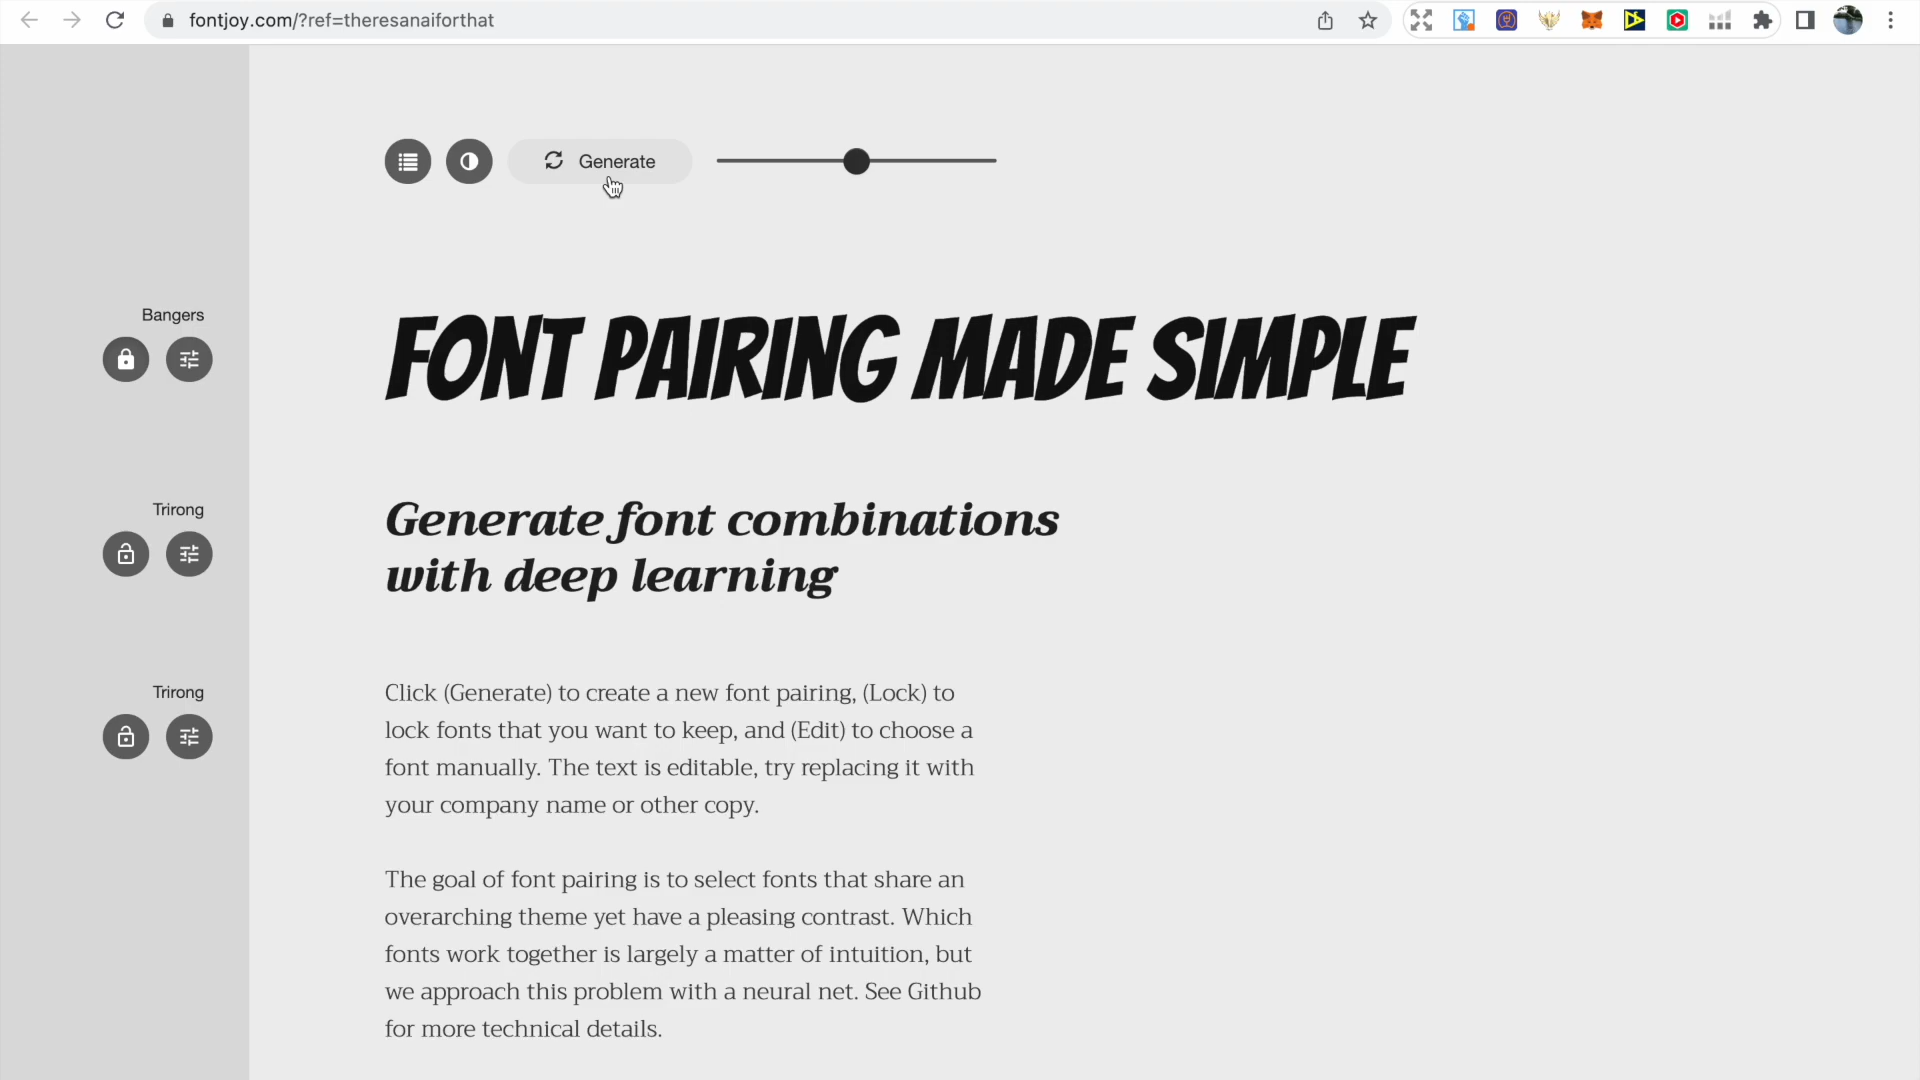 fontjoy.com/?ref=theresanaiforthat
Generate
Bangers
FONT PAIRING MADE SIMPLE
Trirong
Generate font combinations
with deep learning
Trirong
Click (Generate) to create a new font pairing, (Lock) to
lock fonts that you want to keep, and (Edit) to choose a
font manually. The text is editable, try replacing it with
your company name or other copy.
The goal of font pairing is to select fonts that share an
overarching theme yet have a pleasing contrast. Which
fonts work together is largely a matter of intuition, but
we approach this problem with a neural net. See Github
for more technical details.